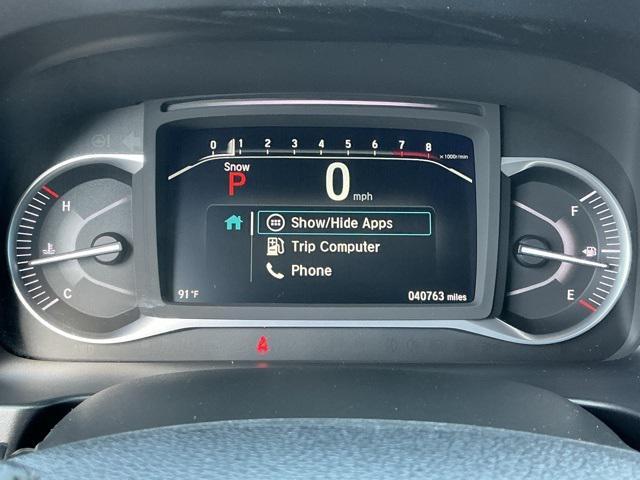 0 1 2 3 4 5 6 7 8
×1000r/min
Snow
P
0 mph
H
F
Show/Hide Apps
Trip Computer
Phone
C
E
91°F
040763 miles